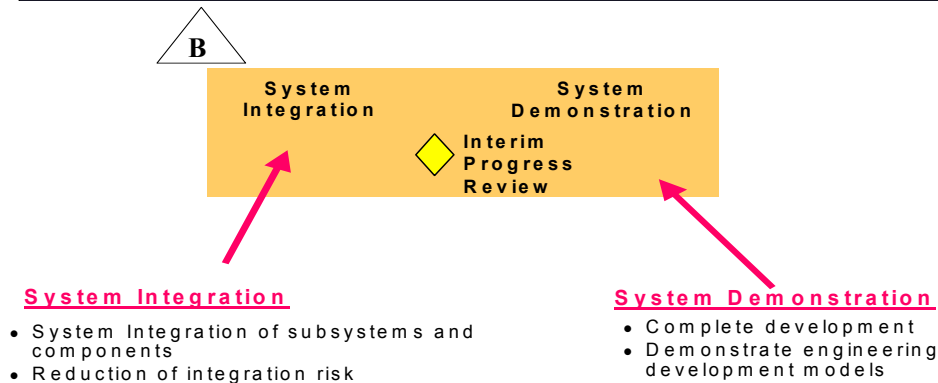 B
System
Integration
System
Demonstration
Interim
Progress
Review
System Integration
• System Integration of subsystems and
components
• Reduction of integration risk
System Demonstration
• Complete development
• Demonstrate engineering
development models